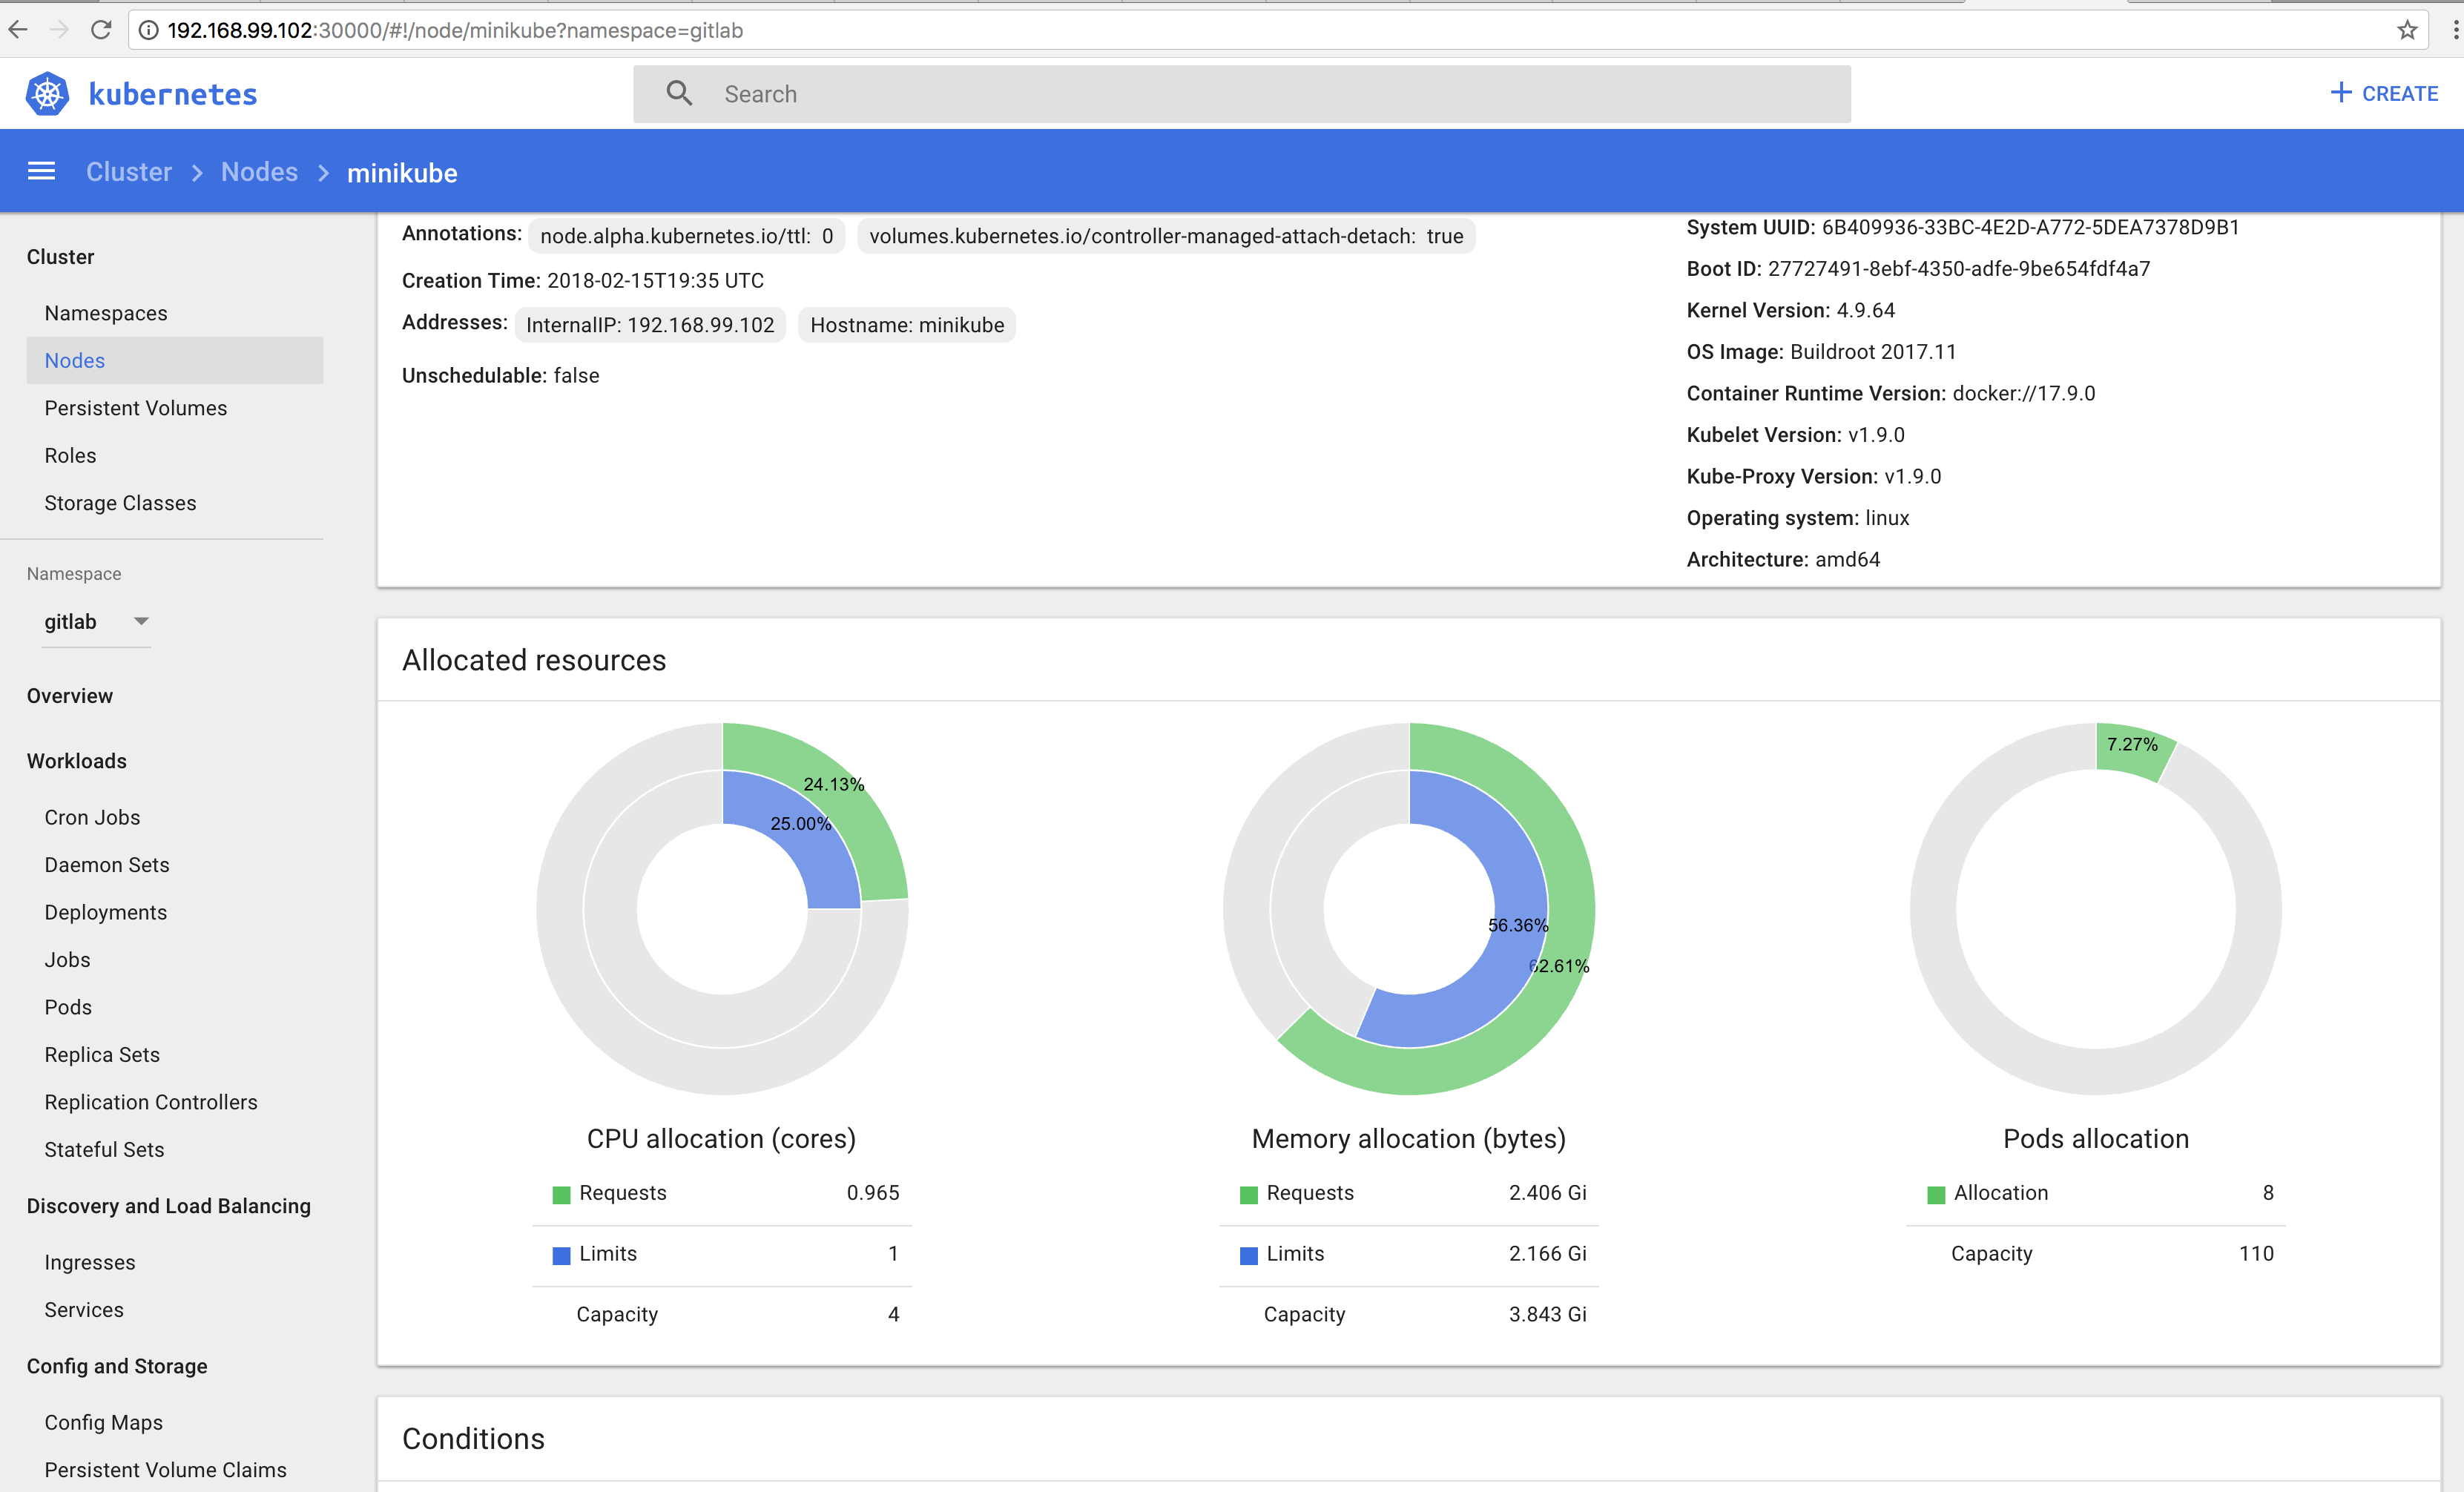 192.168.99.102:30000/#!/node/minikube?namespace=gitlab
kubernetes
Search
+ CREATE
Cluster > Nodes > minikube
Cluster
Namespaces
Nodes
Persistent Volumes
Roles
Storage Classes
Namespace
gitlab
Overview
Workloads
Cron Jobs
Daemon Sets
Deployments
Jobs
Pods
Replica Sets
Replication Controllers
Stateful Sets
Discovery and Load Balancing
Ingresses
Services
Config and Storage
Config Maps
Persistent Volume Claims
Annotations: node.alpha.kubernetes.io/ttl: 0 volumes.kubernetes.io/controller-managed-attach-detach: true
Creation Time: 2018-02-15T19:35 UTC
Addresses: InternalIP: 192.168.99.102 Hostname: minikube
Unschedulable: false
System UUID: 6B409936-33BC-4E2D-A772-5DEA7378D9B1
Boot ID: 27727491-8ebf-4350-adfe-9be654fdf4a7
Kernel Version: 4.9.64
OS Image: Buildroot 2017.11
Container Runtime Version: docker://17.9.0
Kubelet Version: v1.9.0
Kube-Proxy Version: v1.9.0
Operating system: linux
Architecture: amd64
Allocated resources
24.13%
25.00%
CPU allocation (cores)
Requests 0.965
Limits 1
Capacity 4
56.36%
62.61%
Memory allocation (bytes)
Requests 2.406 Gi
Limits 2.166 Gi
Capacity 3.843 Gi
7.27%
Pods allocation
Allocation 8
Capacity 110
Conditions